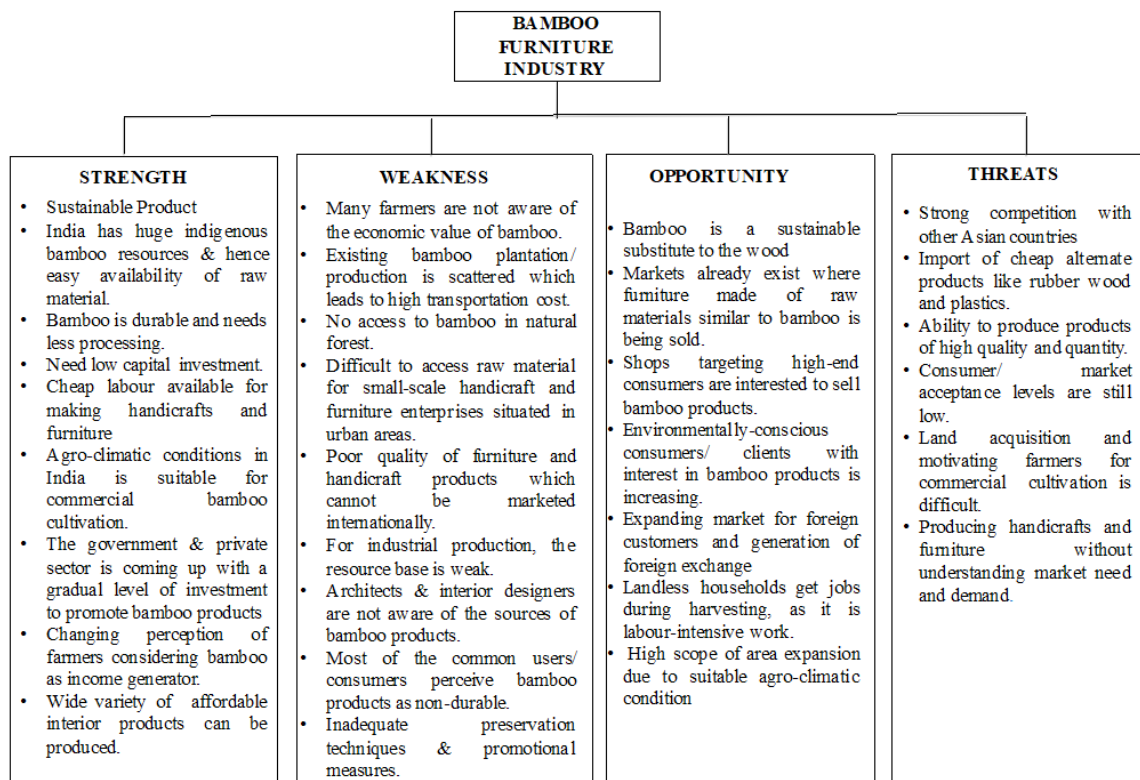 BAMBOO
FURNITURE
INDUSTRY
STRENGTH
• Sustainable Product
• India has huge indigenous
bamboo resources & hence
easy availability of raw
material.
• Bamboo is durable and needs
less processing.
• Need low capital investment.
• Cheap labour available for
making handicrafts and
furniture
• Agro-climatic conditions in
India is suitable for
commercial bamboo
cultivation.
• The government & private
sector is coming up with a
gradual level of investment
to promote bamboo products
• Changing perception of
farmers considering bamboo
as income generator.
• Wide variety of affordable
interior products can be
produced.
WEAKNESS
• Many farmers are not aware of
the economic value of bamboo.
• Existing bamboo plantation/
production is scattered which
leads to high transportation cost.
• No access to bamboo in natural
forest.
• Difficult to access raw material
for small-scale handicraft and
furniture enterprises situated in
urban areas.
• Poor quality of furniture and
handicraft products which
cannot be marketed
internationally.
• For industrial production, the
resource base is weak.
• Architects & interior designers
are not aware of the sources of
bamboo products.
• Most of the common users/
consumers perceive bamboo
products as non-durable.
• Inadequate preservation
techniques & promotional
measures.
OPPORTUNITY
• Bamboo is a sustainable
substitute to the wood
• Markets already exist where
furniture made of raw
materials similar to bamboo is
being sold.
• Shops targeting high-end
consumers are interested to sell
bamboo products.
• Environmentally-conscious
consumers/ clients with
interest in bamboo products is
increasing.
• Expanding market for foreign
customers and generation of
foreign exchange
• Landless households get jobs
during harvesting, as it is
labour-intensive work.
• High scope of area expansion
due to suitable agro-climatic
condition
THREATS
• Strong competition with
other Asian countries
• Import of cheap alternate
products like rubber wood
and plastics.
• Ability to produce products
of high quality and quantity.
• Consumer/ market
acceptance levels are still
low.
• Land acquisition and
motivating farmers for
commercial cultivation is
difficult.
• Producing handicrafts and
furniture without
understanding market need
and demand.